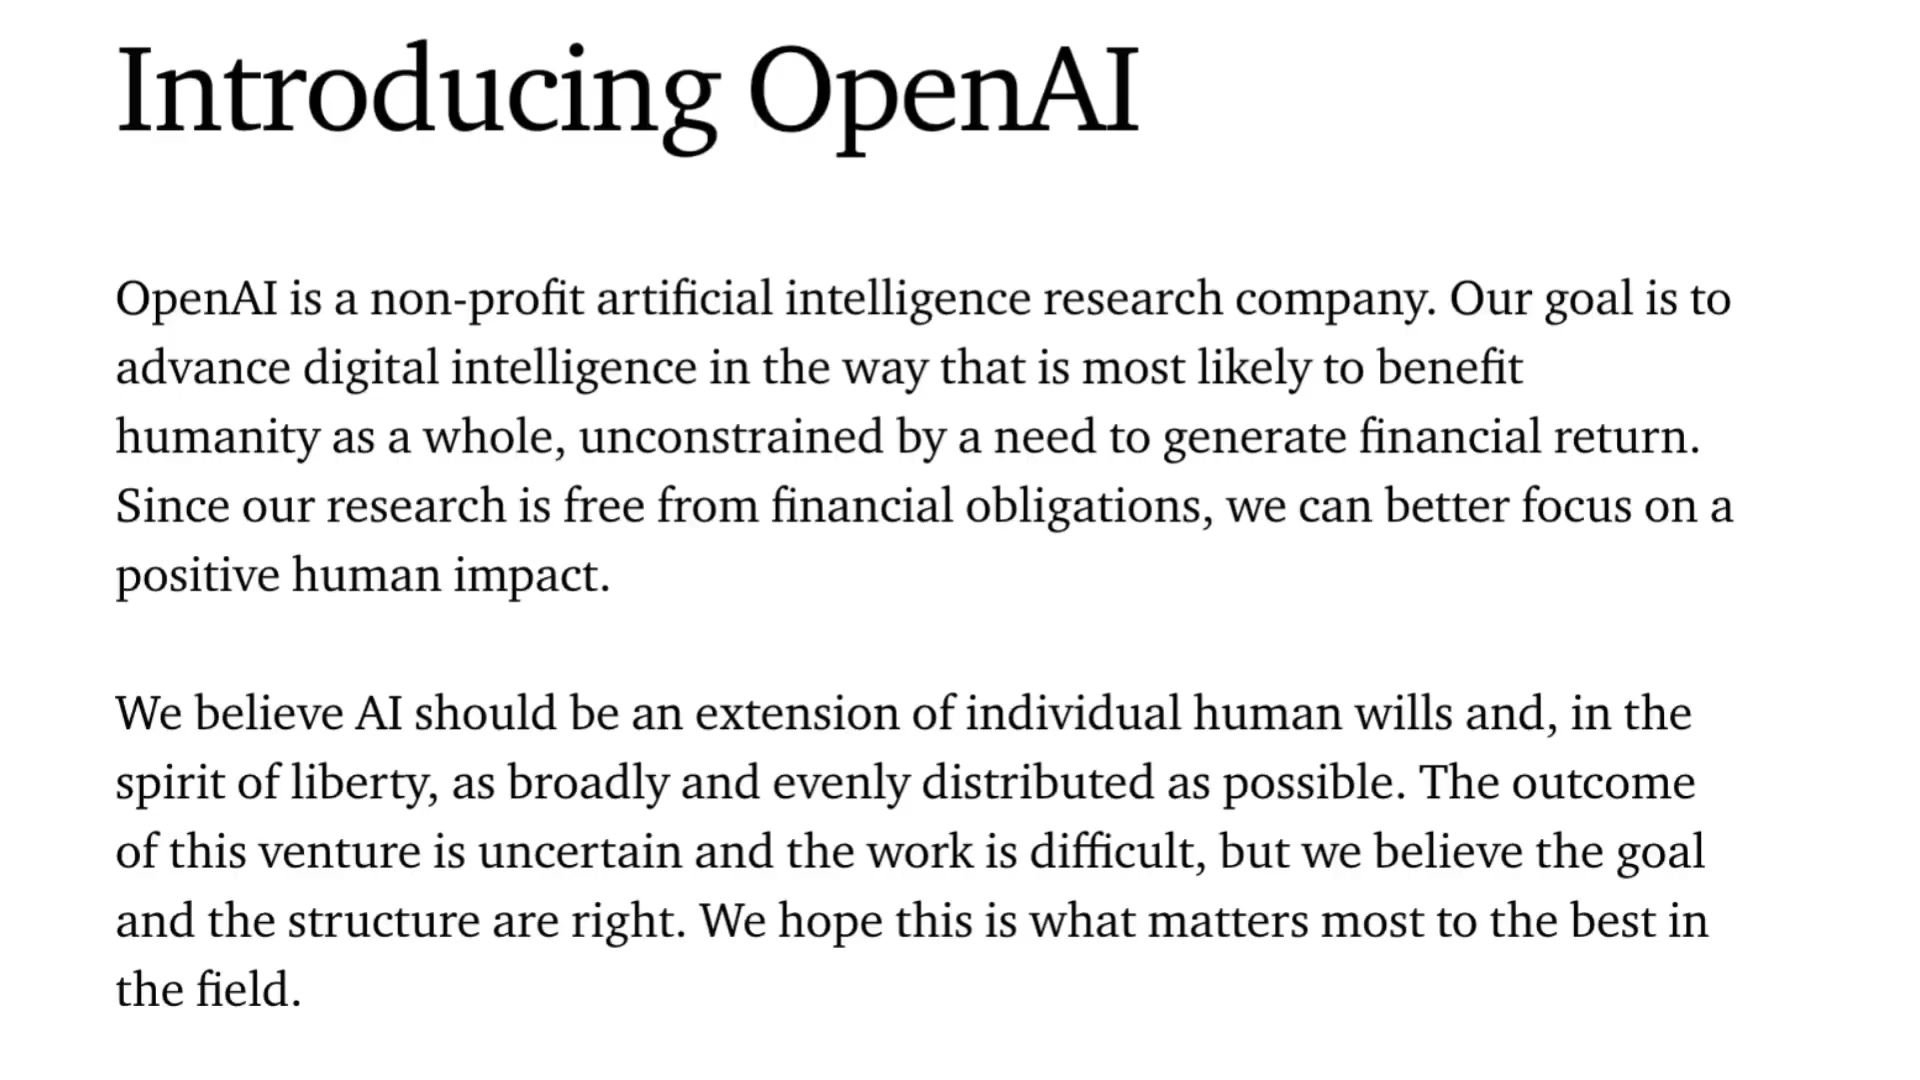 Introducing OpenAI
OpenAI is a non-profit artificial intelligence research company. Our goal is to
advance digital intelligence in the way that is most likely to benefit
humanity as a whole, unconstrained by a need to generate financial return.
Since our research is free from financial obligations, we can better focus on a
positive human impact.
We believe AI should be an extension of individual human wills and, in the
spirit of liberty, as broadly and evenly distributed as possible. The outcome
of this venture is uncertain and the work is difficult, but we believe the goal
and the structure are right. We hope this is what matters most to the best in
the field.